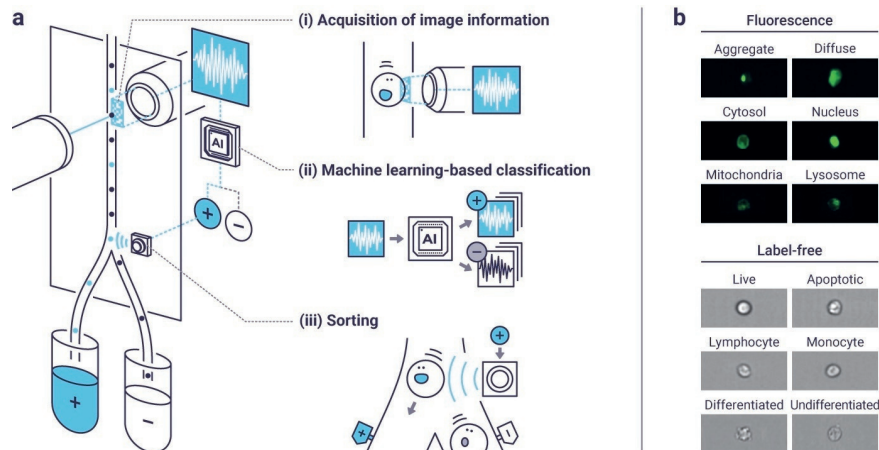 a
(i) Acquisition of image information
AI
(ii) Machine learning-based classification
+
−
AI
+
−
(iii) Sorting
+
+
−
+
−
b
Fluorescence
Aggregate Diffuse
Cytosol Nucleus
Mitochondria Lysosome
Label-free
Live Apoptotic
Lymphocyte Monocyte
Differentiated Undifferentiated